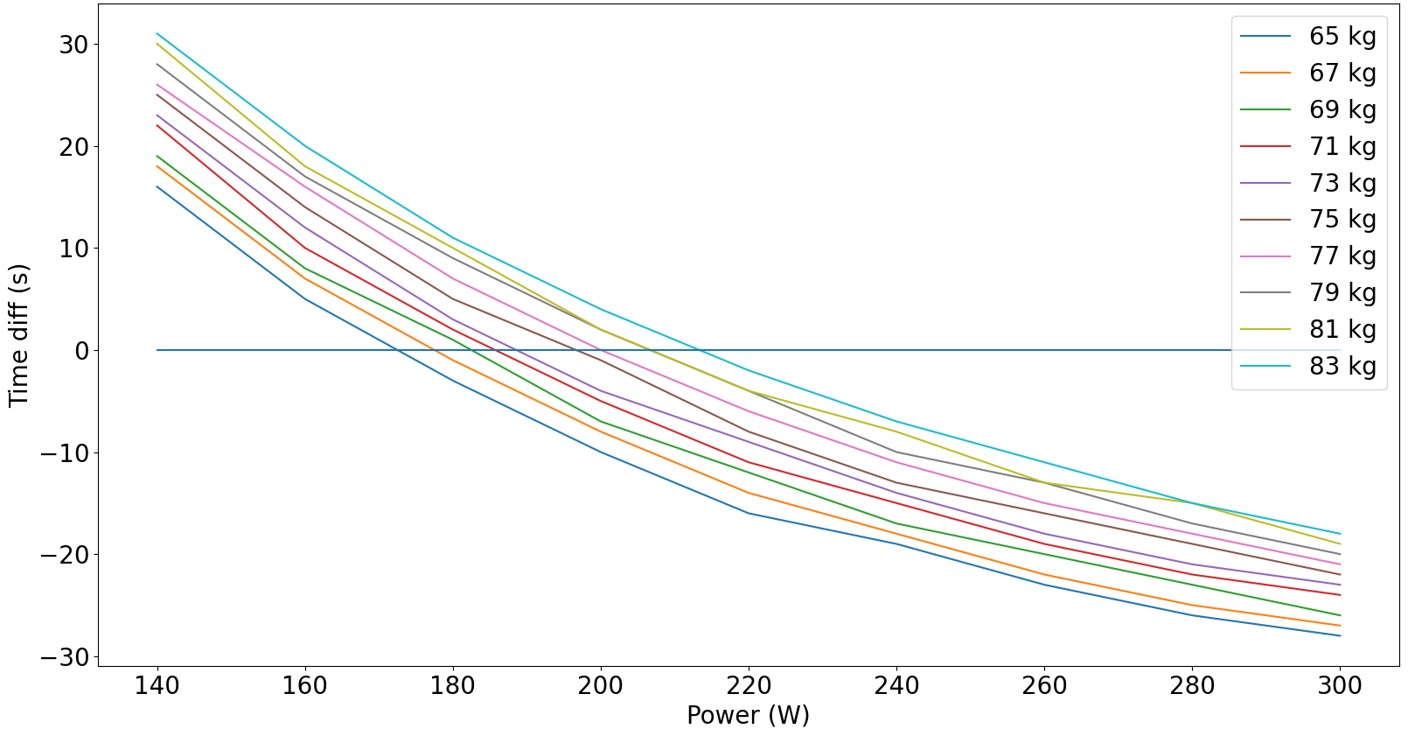 30
20
10
0
−10
−20
−30
Time diff (s)
140 160 180 200 220 240 260 280 300
Power (W)
65 kg
67 kg
69 kg
71 kg
73 kg
75 kg
77 kg
79 kg
81 kg
83 kg